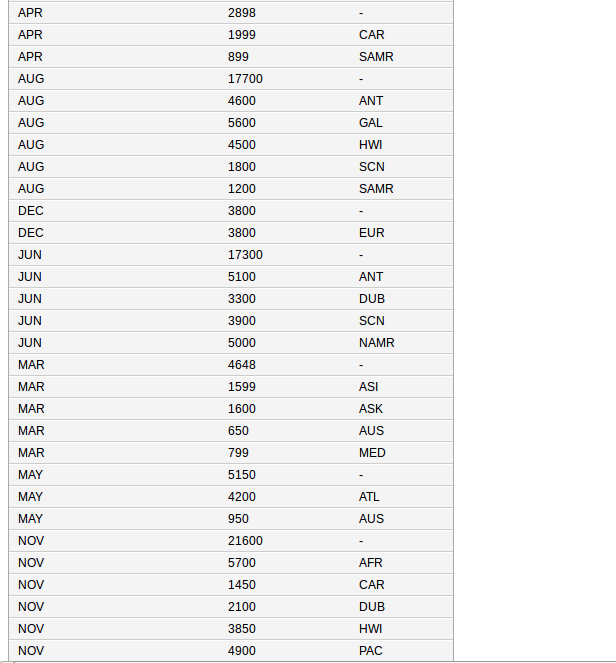 APR 2898 -
APR 1999 CAR
APR 899 SAMR
AUG 17700 -
AUG 4600 ANT
AUG 5600 GAL
AUG 4500 HWI
AUG 1800 SCN
AUG 1200 SAMR
DEC 3800 -
DEC 3800 EUR
JUN 17300 -
JUN 5100 ANT
JUN 3300 DUB
JUN 3900 SCN
JUN 5000 NAMR
MAR 4648 -
MAR 1599 ASI
MAR 1600 ASK
MAR 650 AUS
MAR 799 MED
MAY 5150 -
MAY 4200 ATL
MAY 950 AUS
NOV 21600 -
NOV 5700 AFR
NOV 1450 CAR
NOV 2100 DUB
NOV 3850 HWI
NOV 4900 PAC